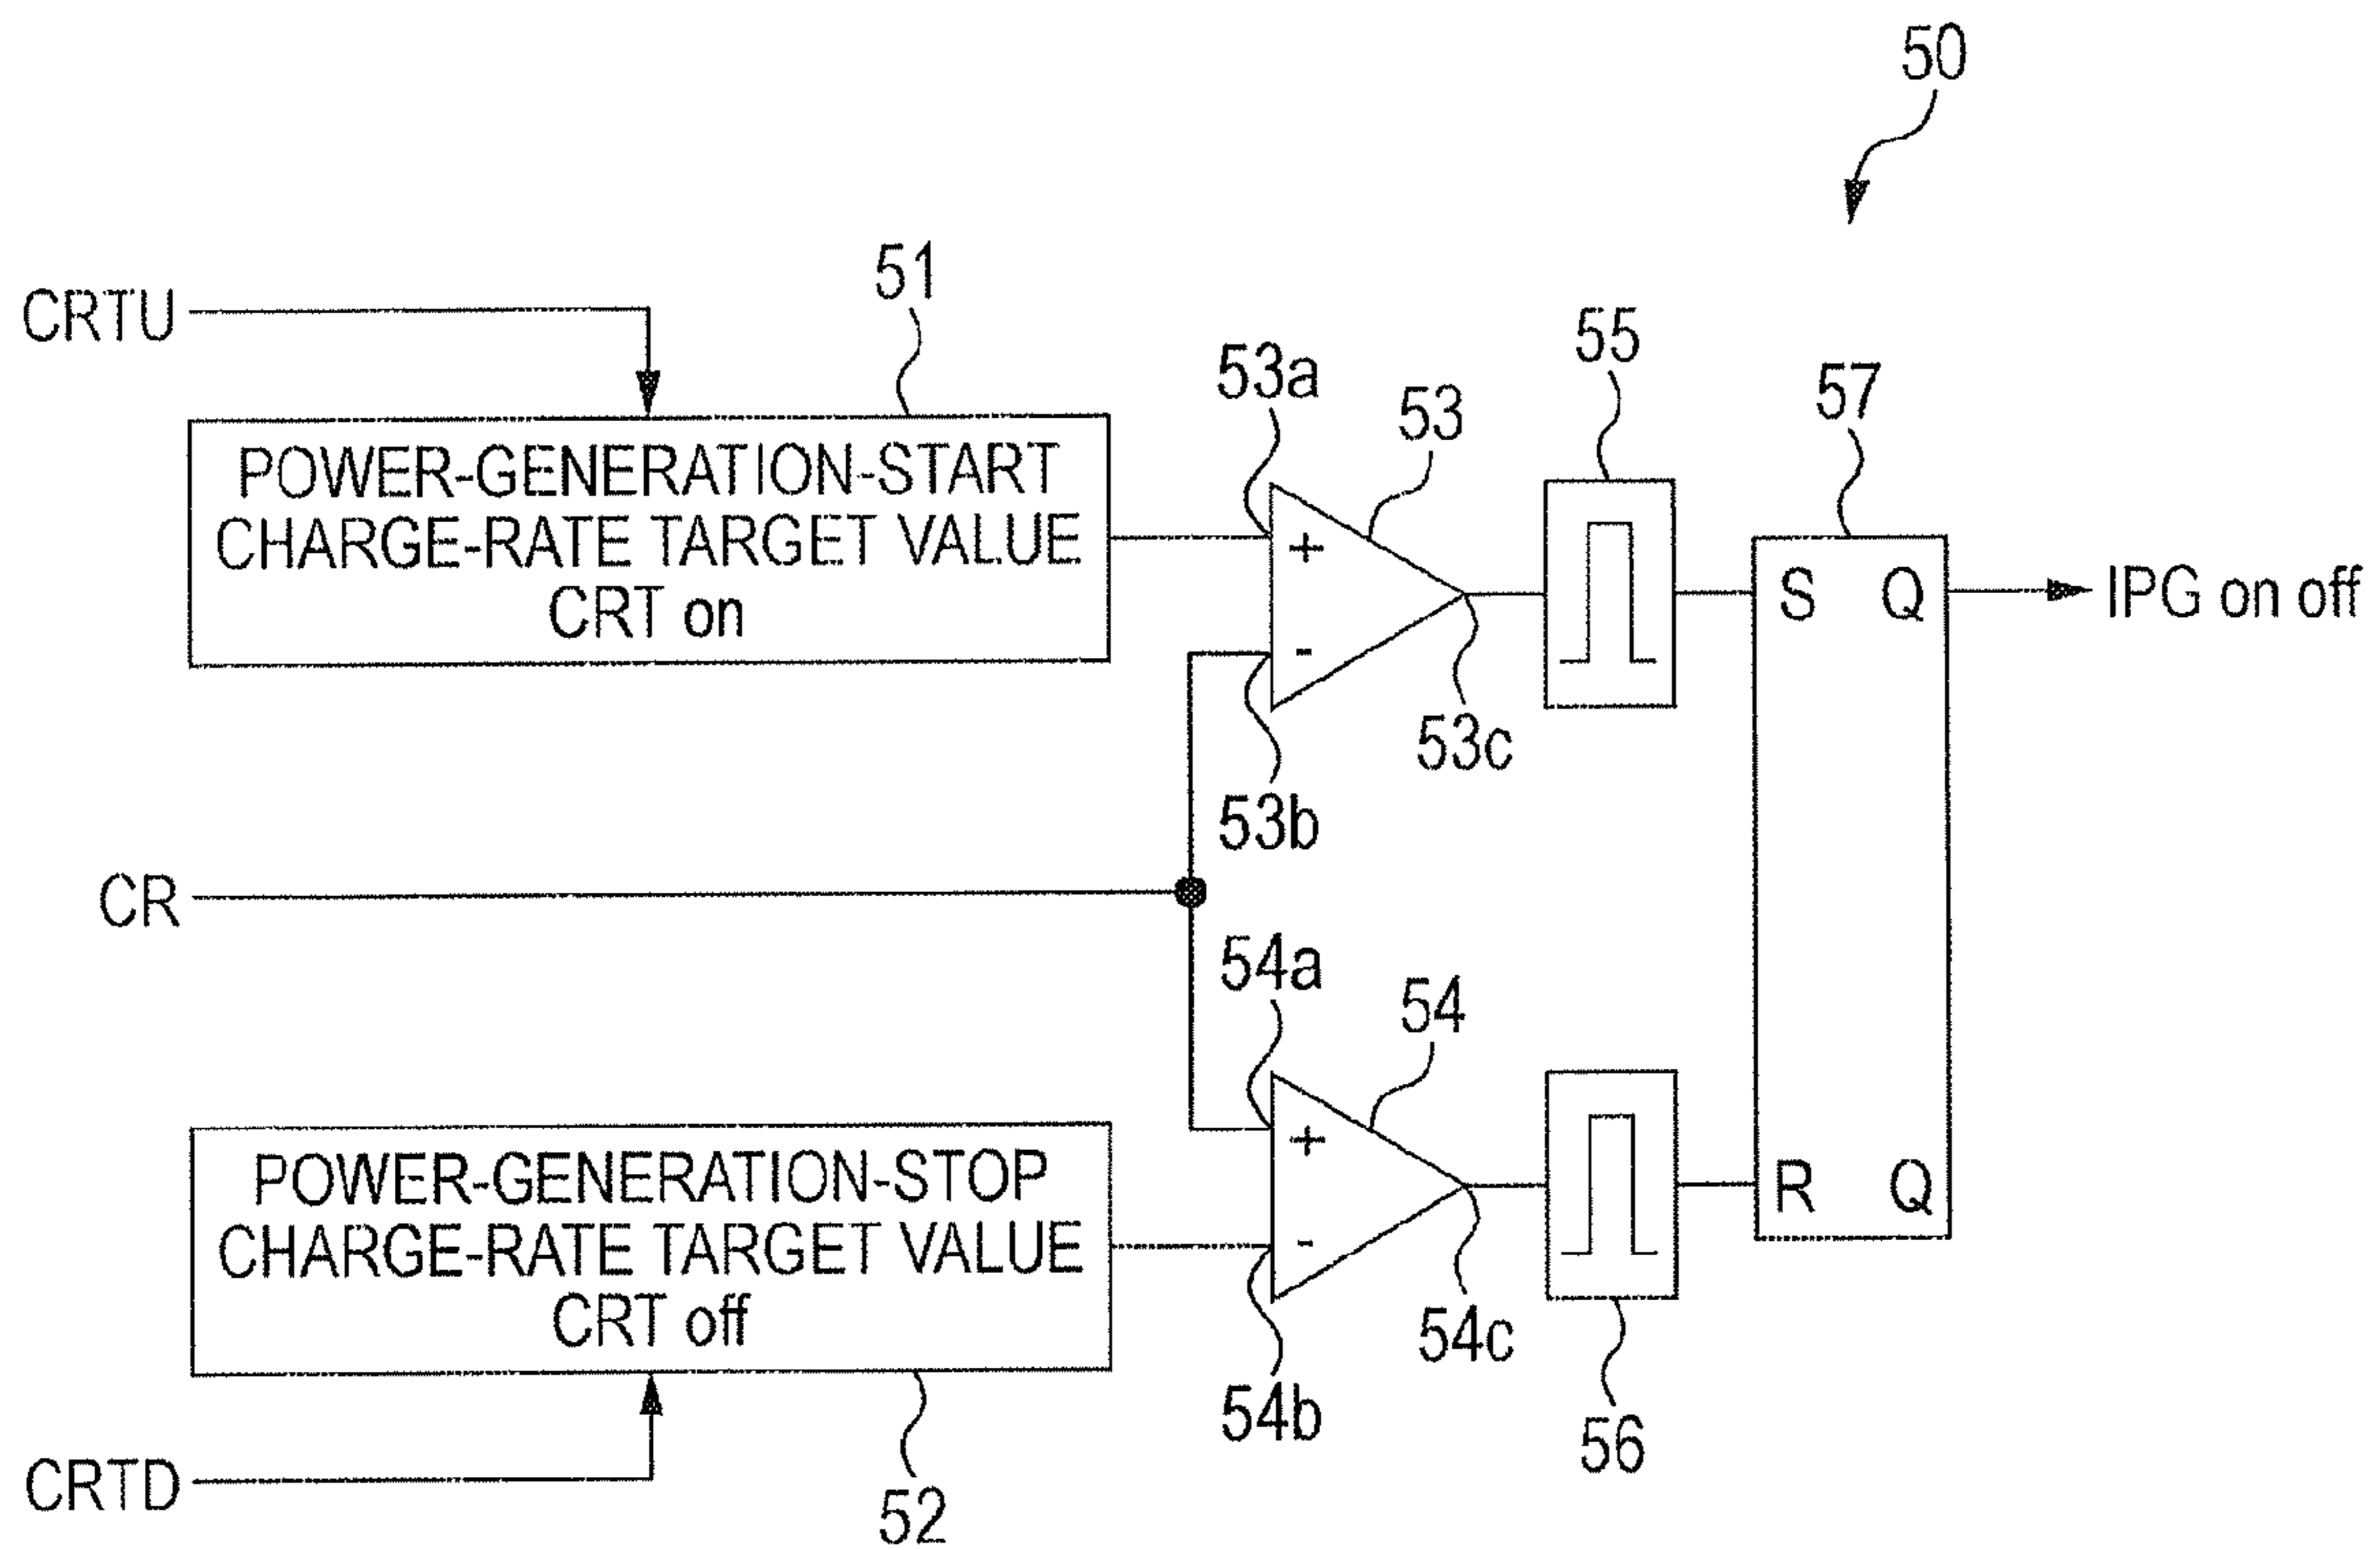 50
CRTU
51
POWER-GENERATION-START
CHARGE-RATE TARGET VALUE
CRT on
53a
53
55
57
+
-
S Q
IPG on off
53b
53c
CR
54a
54
+
-
R Q
POWER-GENERATION-STOP
CHARGE-RATE TARGET VALUE
CRT off
54b
54c
56
CRTD
52